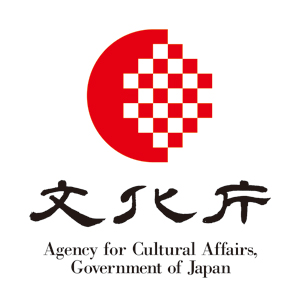 文化庁
Agency for Cultural Affairs,
Government of Japan